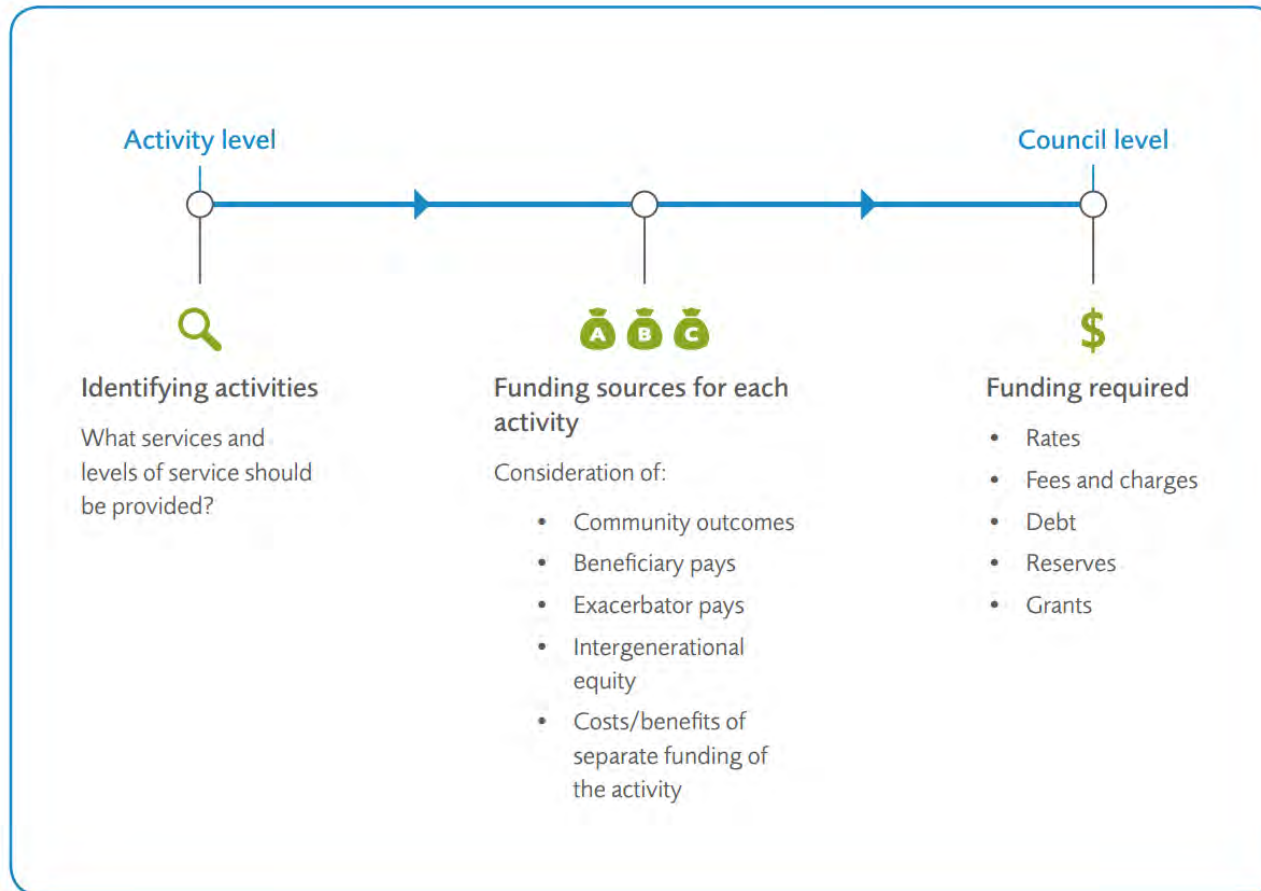 Activity level
Council level
A B C
$
Identifying activities
What services and
levels of service should
be provided?
Funding sources for each
activity
Consideration of:
• Community outcomes
• Beneficiary pays
• Exacerbator pays
• Intergenerational
equity
• Costs/benefits of
separate funding of
the activity
Funding required
• Rates
• Fees and charges
• Debt
• Reserves
• Grants